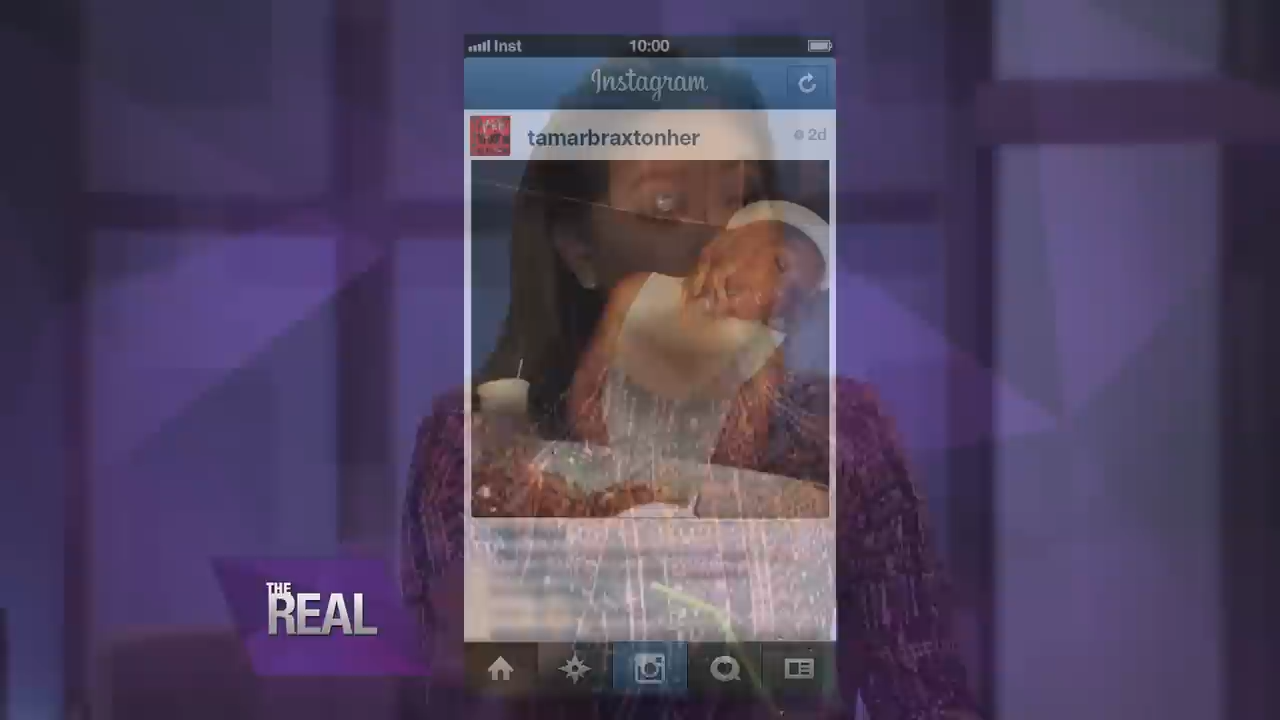 Inst 10:00
Instagram
tamarbraxtonher 2d
THE
REAL